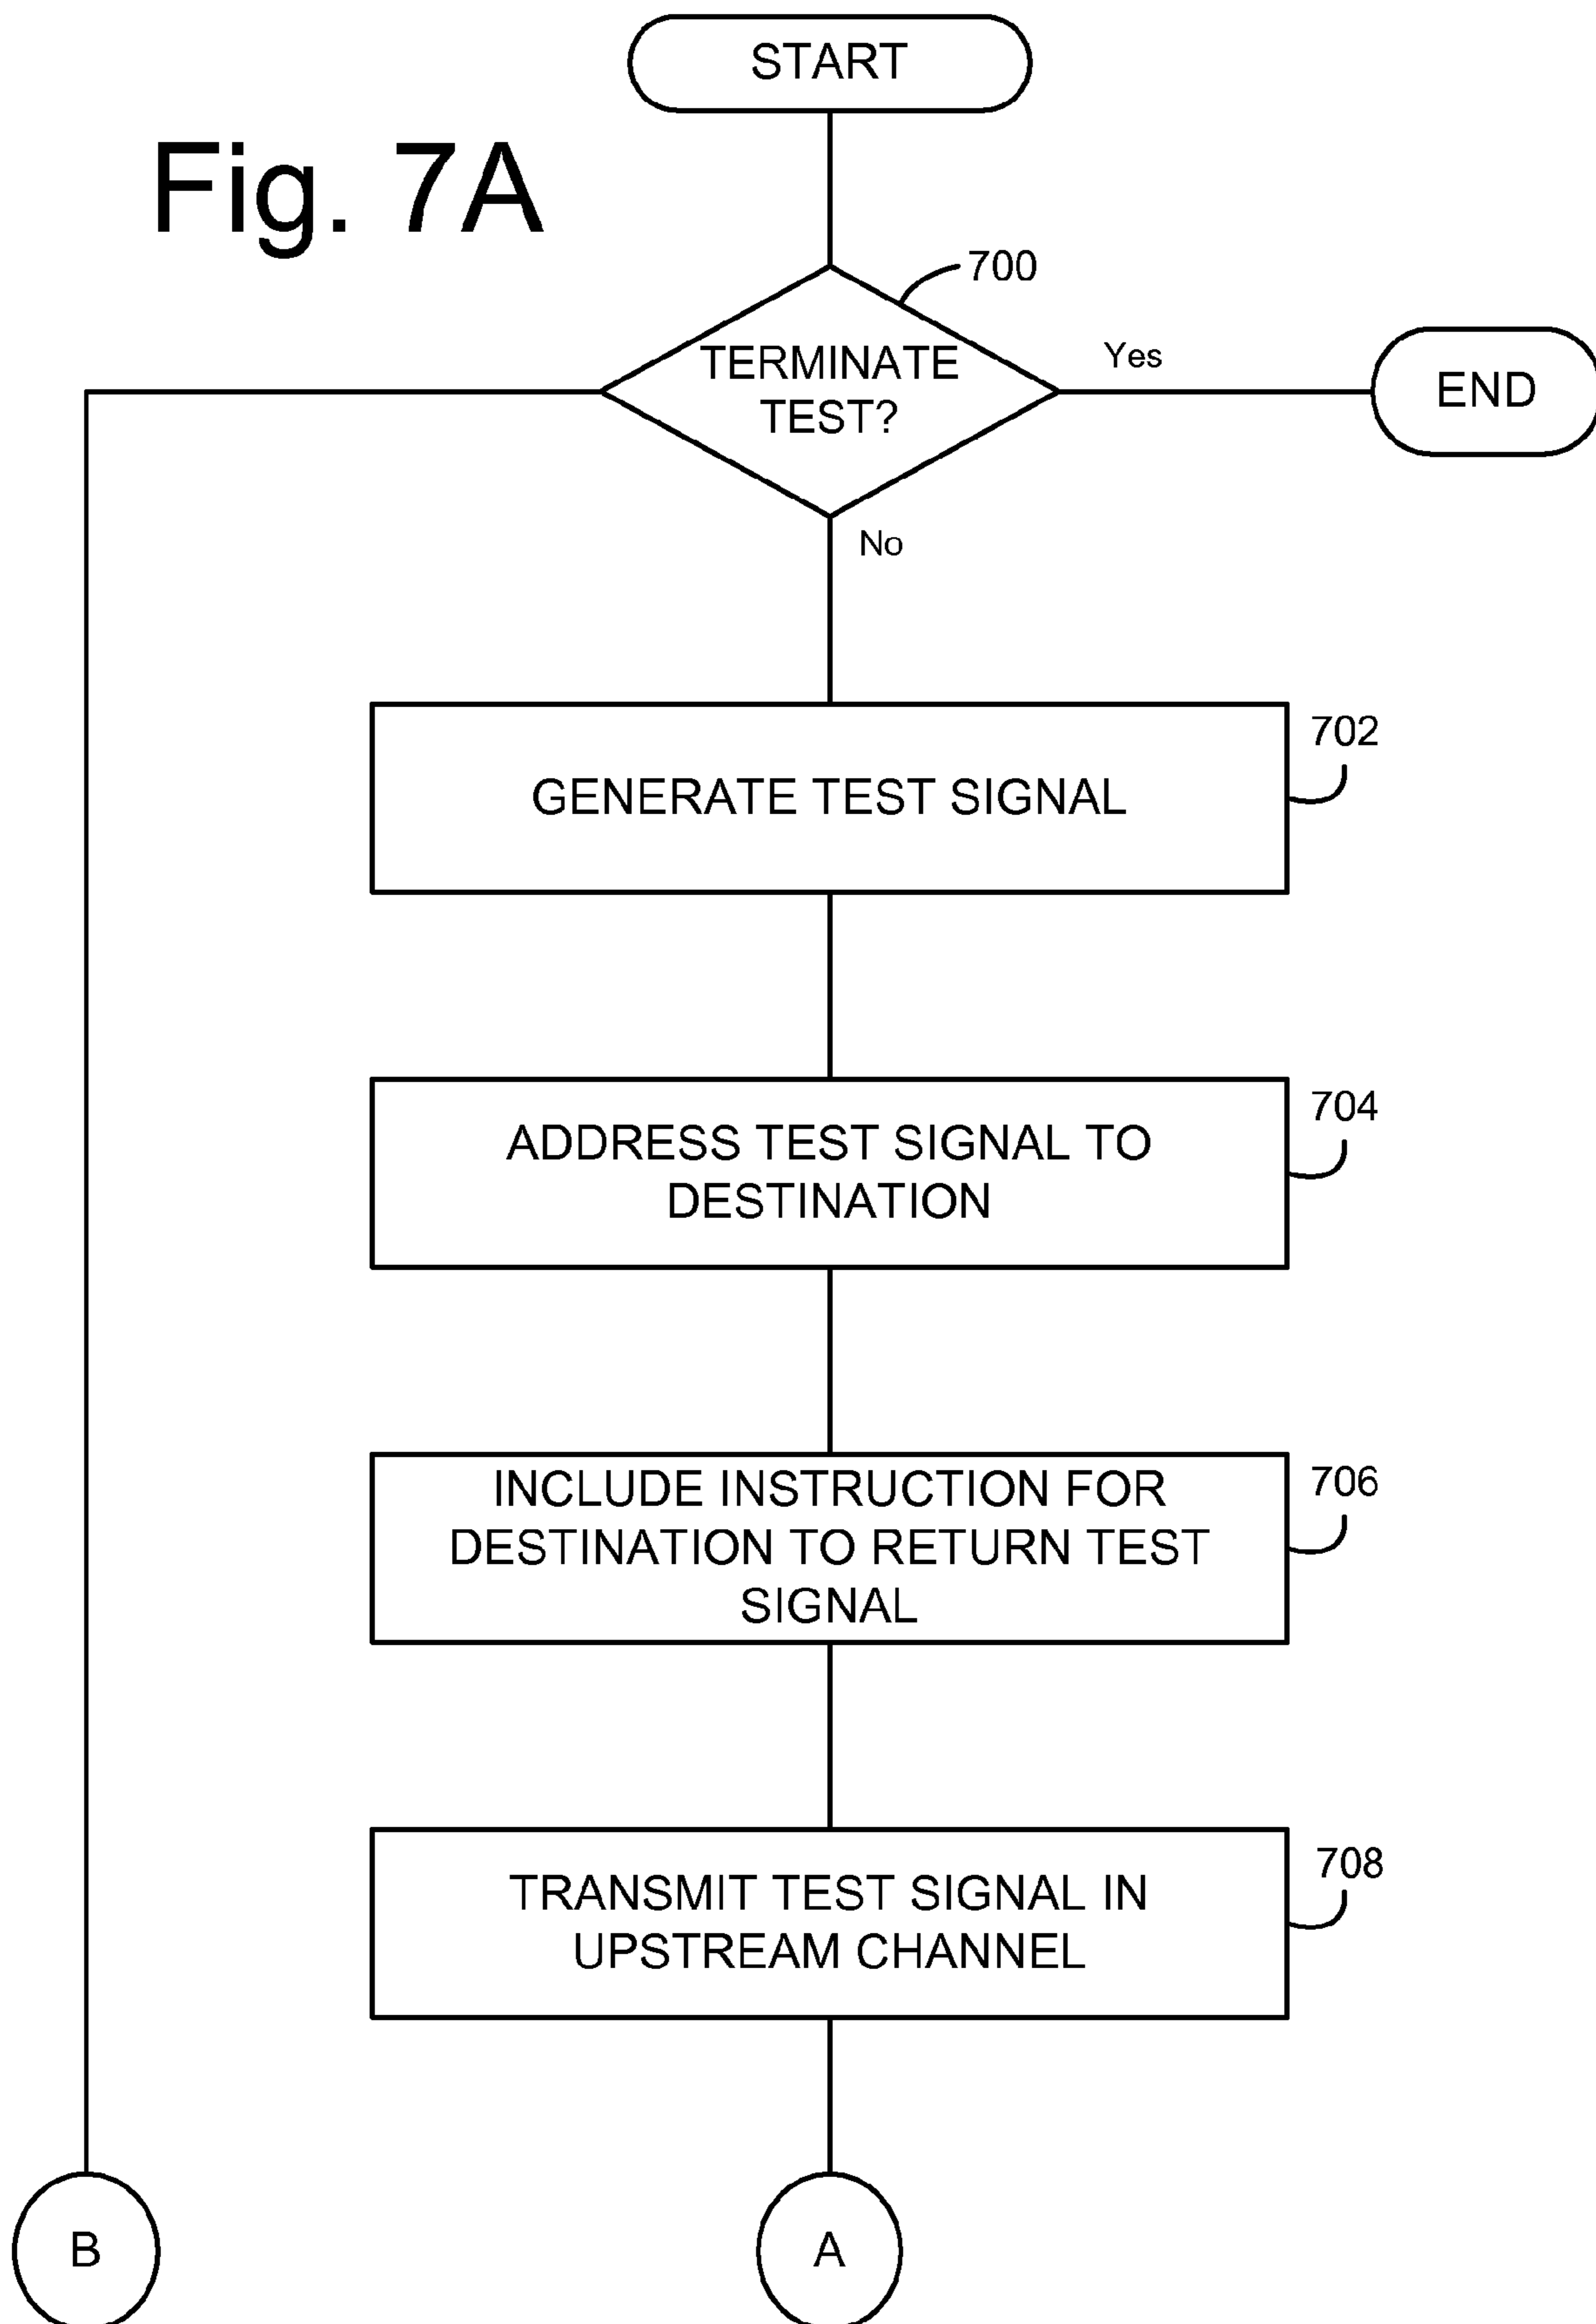 START
Fig. 7A
700
TERMINATE
TEST?
Yes
END
No
702
GENERATE TEST SIGNAL
704
ADDRESS TEST SIGNAL TO
DESTINATION
706
INCLUDE INSTRUCTION FOR
DESTINATION TO RETURN TEST
SIGNAL
708
TRANSMIT TEST SIGNAL IN
UPSTREAM CHANNEL
B
A